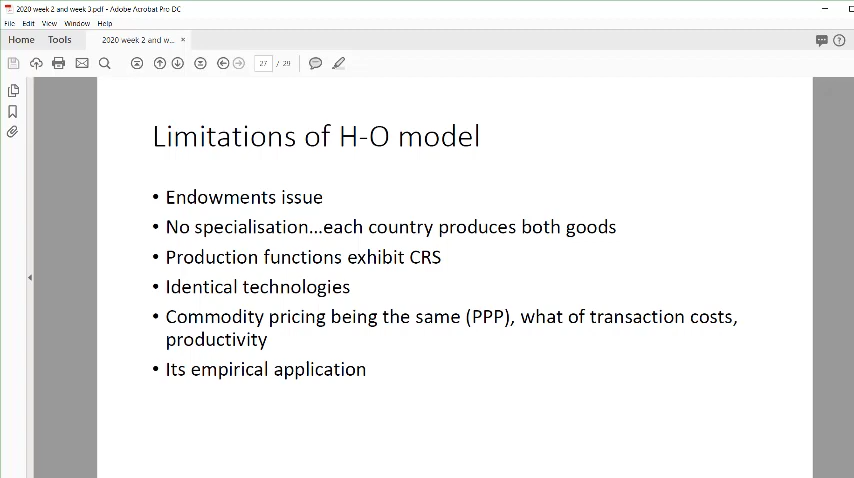 2020 week 2 and week 3.pdf - Adobe Acrobat Pro DC
File Edit View Window Help
Home Tools 2020 week 2 and w... ×
27 / 29
Limitations of H-O model
• Endowments issue
• No specialisation...each country produces both goods
• Production functions exhibit CRS
• Identical technologies
• Commodity pricing being the same (PPP), what of transaction costs,
productivity
• Its empirical application